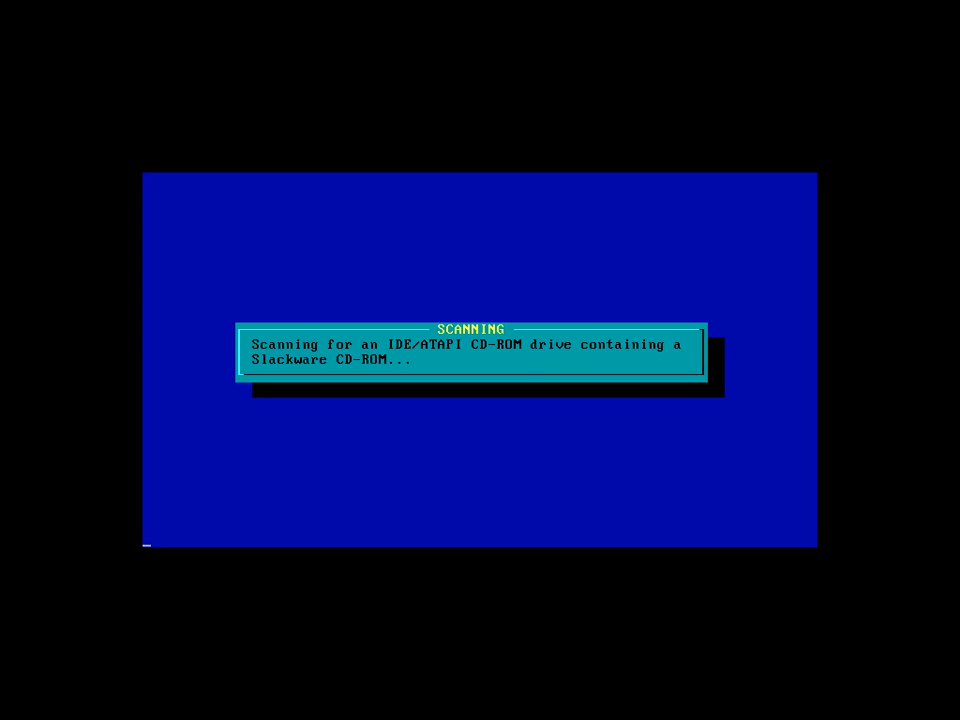 SCANNING
Scanning for an IDE/ATAPI CD-ROM drive containing a
Slackware CD-ROM...